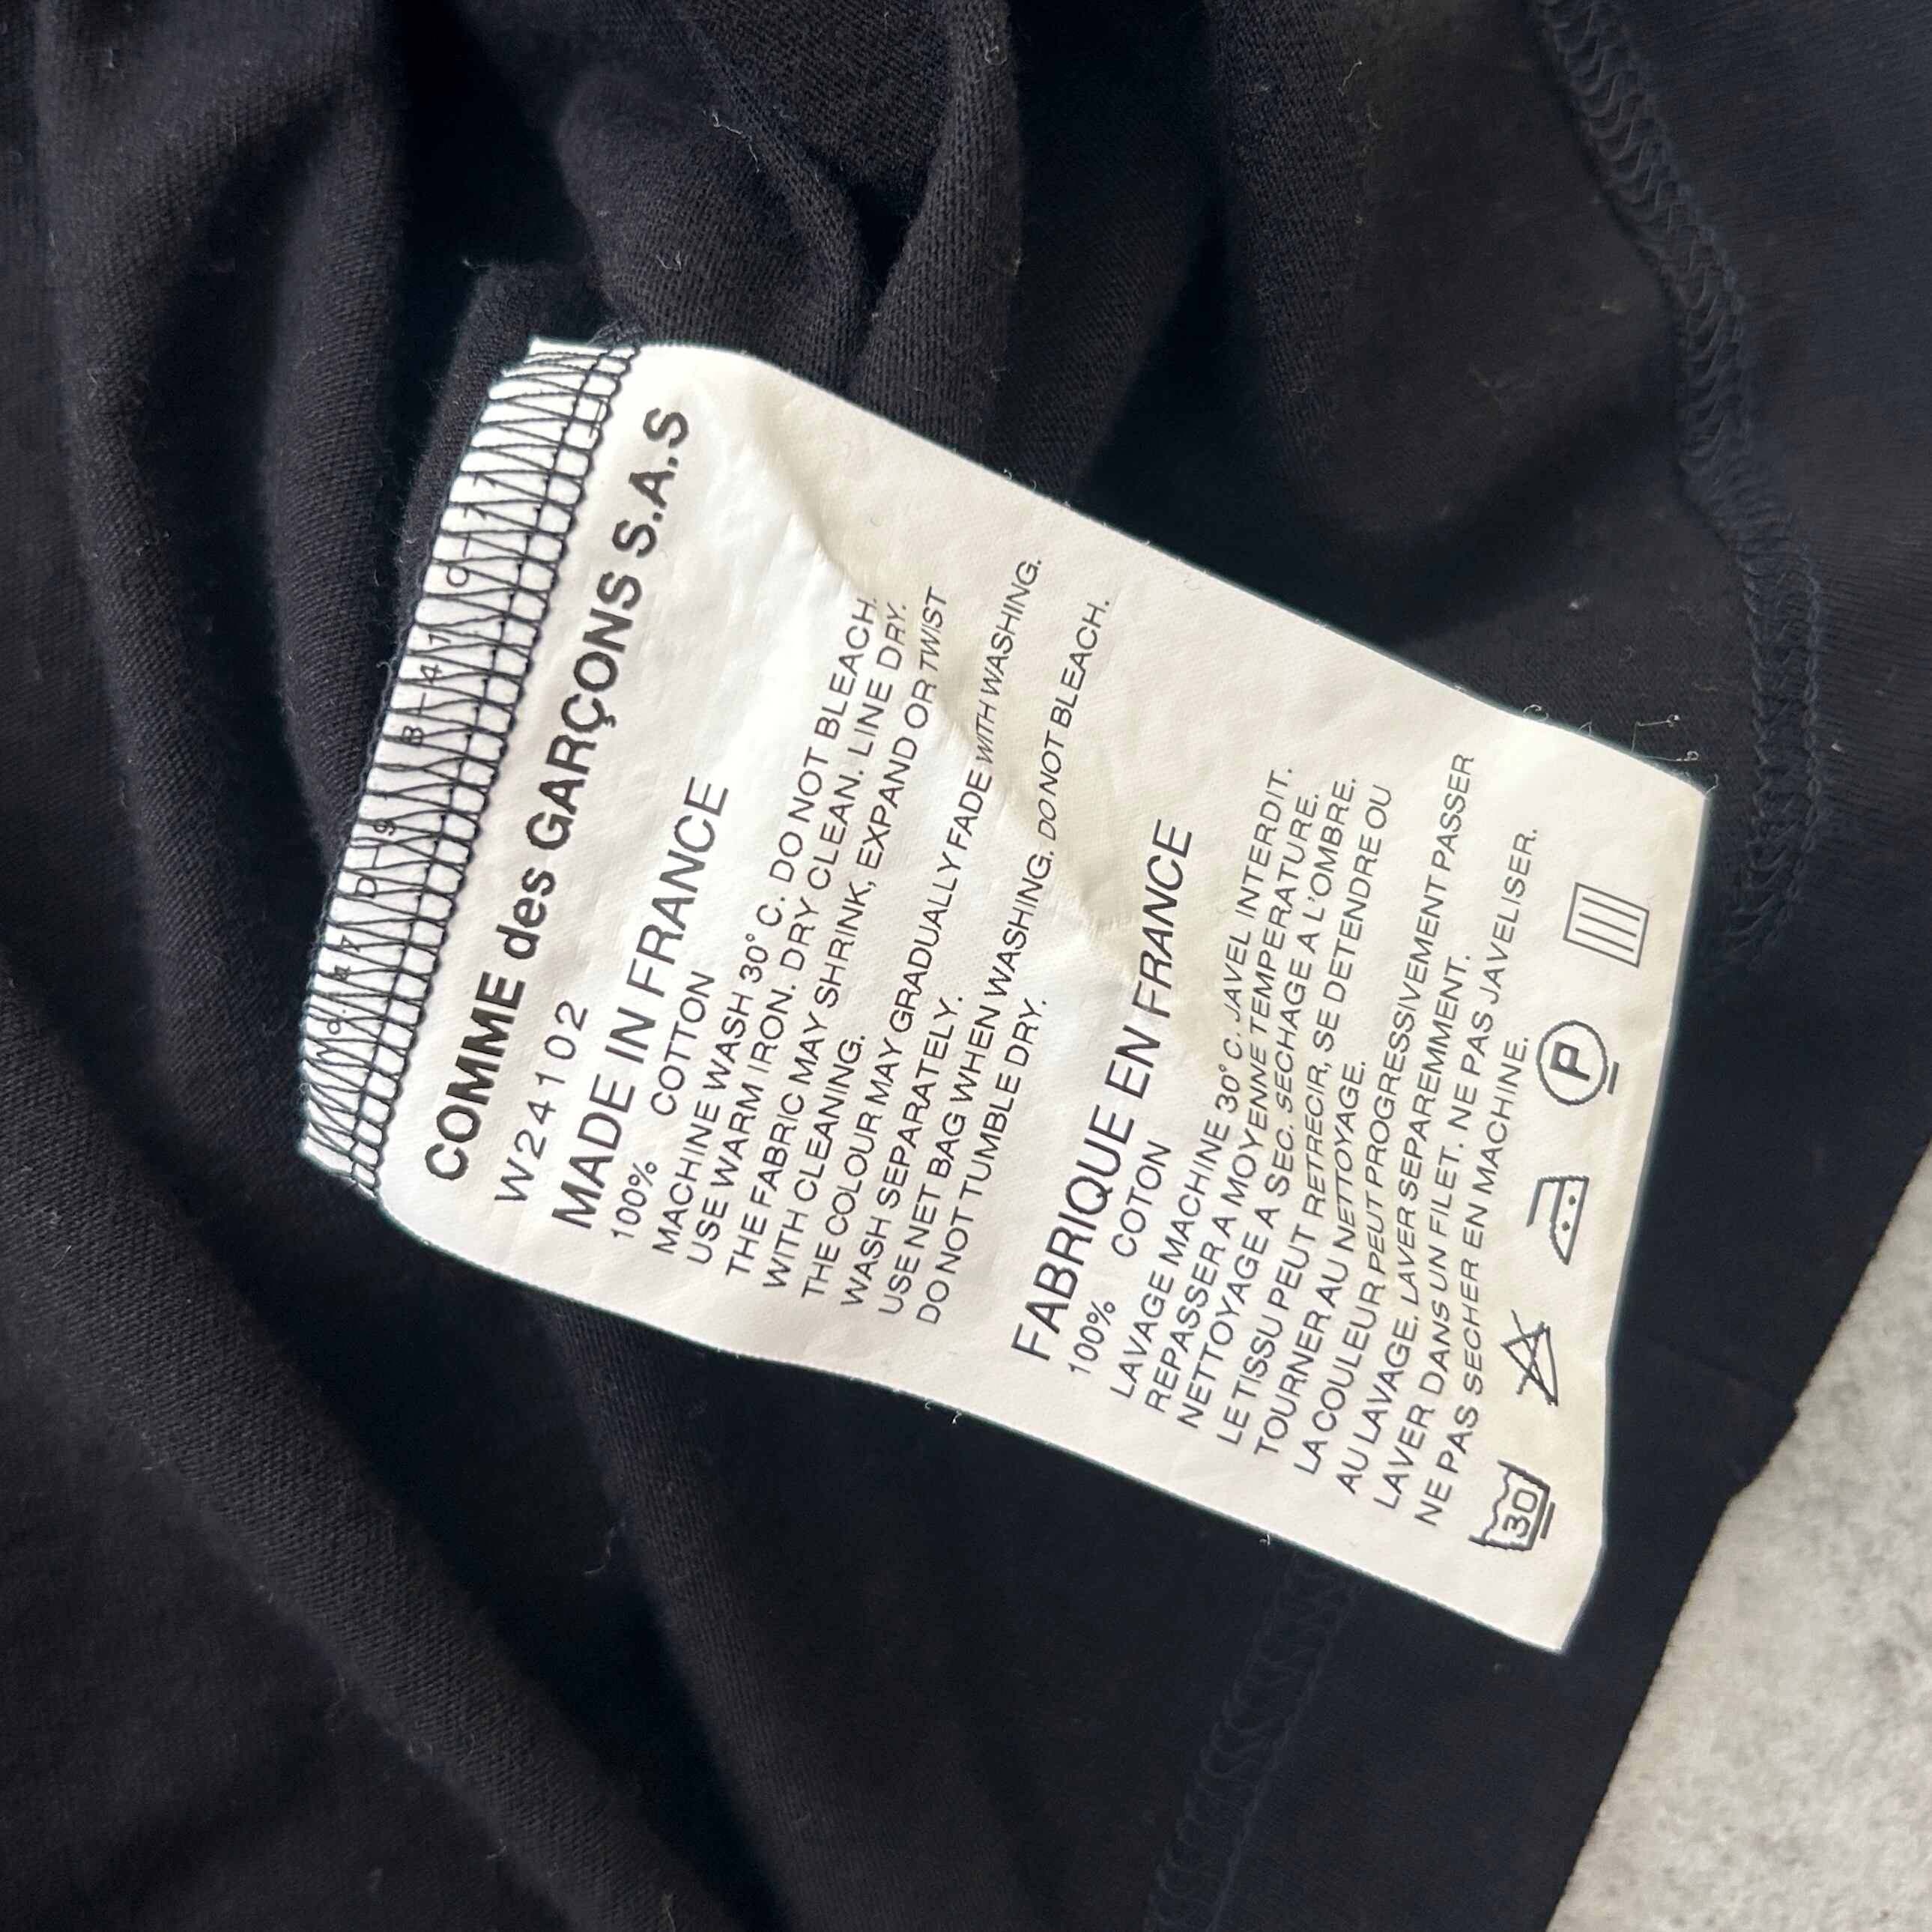 COMME des GARÇONS S.A.S
W24102
MADE IN FRANCE
100% COTTON
MACHINE WASH 30° C. DO NOT BLEACH.
USE WARM IRON. DRY CLEAN. LINE DRY.
THE FABRIC MAY SHRINK, EXPAND OR TWIST
WITH CLEANING.
THE COLOUR MAY GRADUALLY FADE WITH WASHING.
WASH SEPARATELY.
USE NET BAG WHEN WASHING. DO NOT BLEACH.
DO NOT TUMBLE DRY.
FABRIQUE EN FRANCE
100% COTON
LAVAGE MACHINE 30° C. JAVEL INTERDIT.
REPASSER A MOYENNE TEMPERATURE.
NETTOYAGE A SEC. SECHAGE A L'OMBRE.
LE TISSU PEUT RETRECIR, SE DETENDRE OU
TOURNER AU NETTOYAGE.
LA COULEUR PEUT PROGRESSIVEMENT PASSER
AU LAVAGE. LAVER SEPAREMMENT.
LAVER DANS UN FILET. NE PAS JAVELISER.
NE PAS SECHER EN MACHINE.
30 P